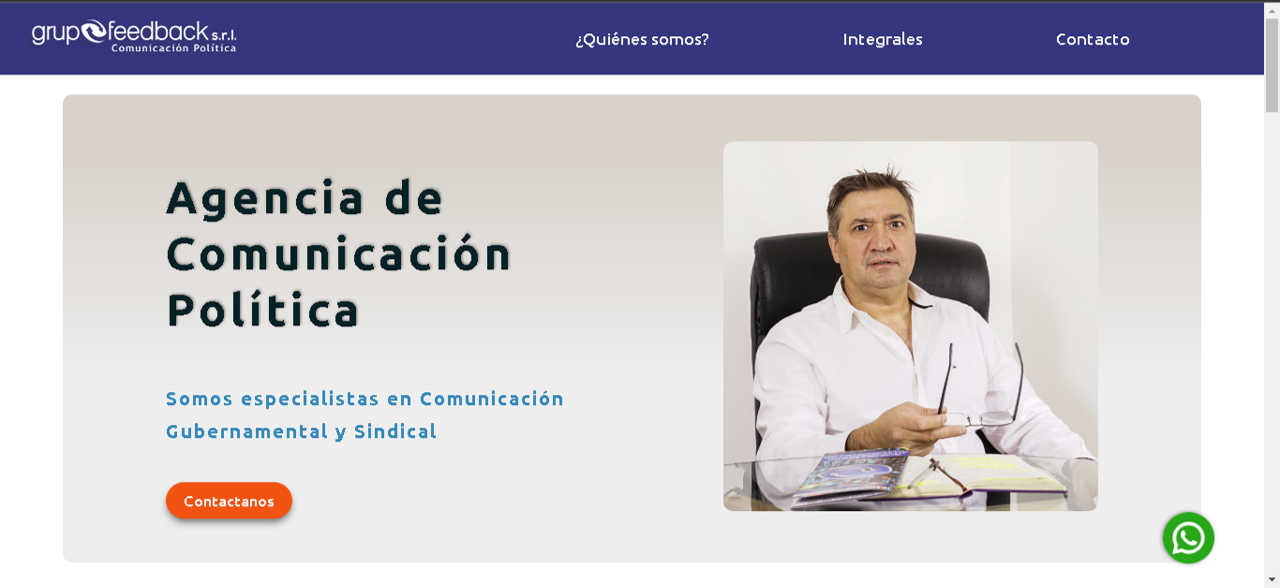 grupo feedback s.r.l.
Comunicación Política
¿Quiénes somos?
Integrales
Contacto
Agencia de
Comunicación
Política
Somos especialistas en Comunicación
Gubernamental y Sindical
Contactanos